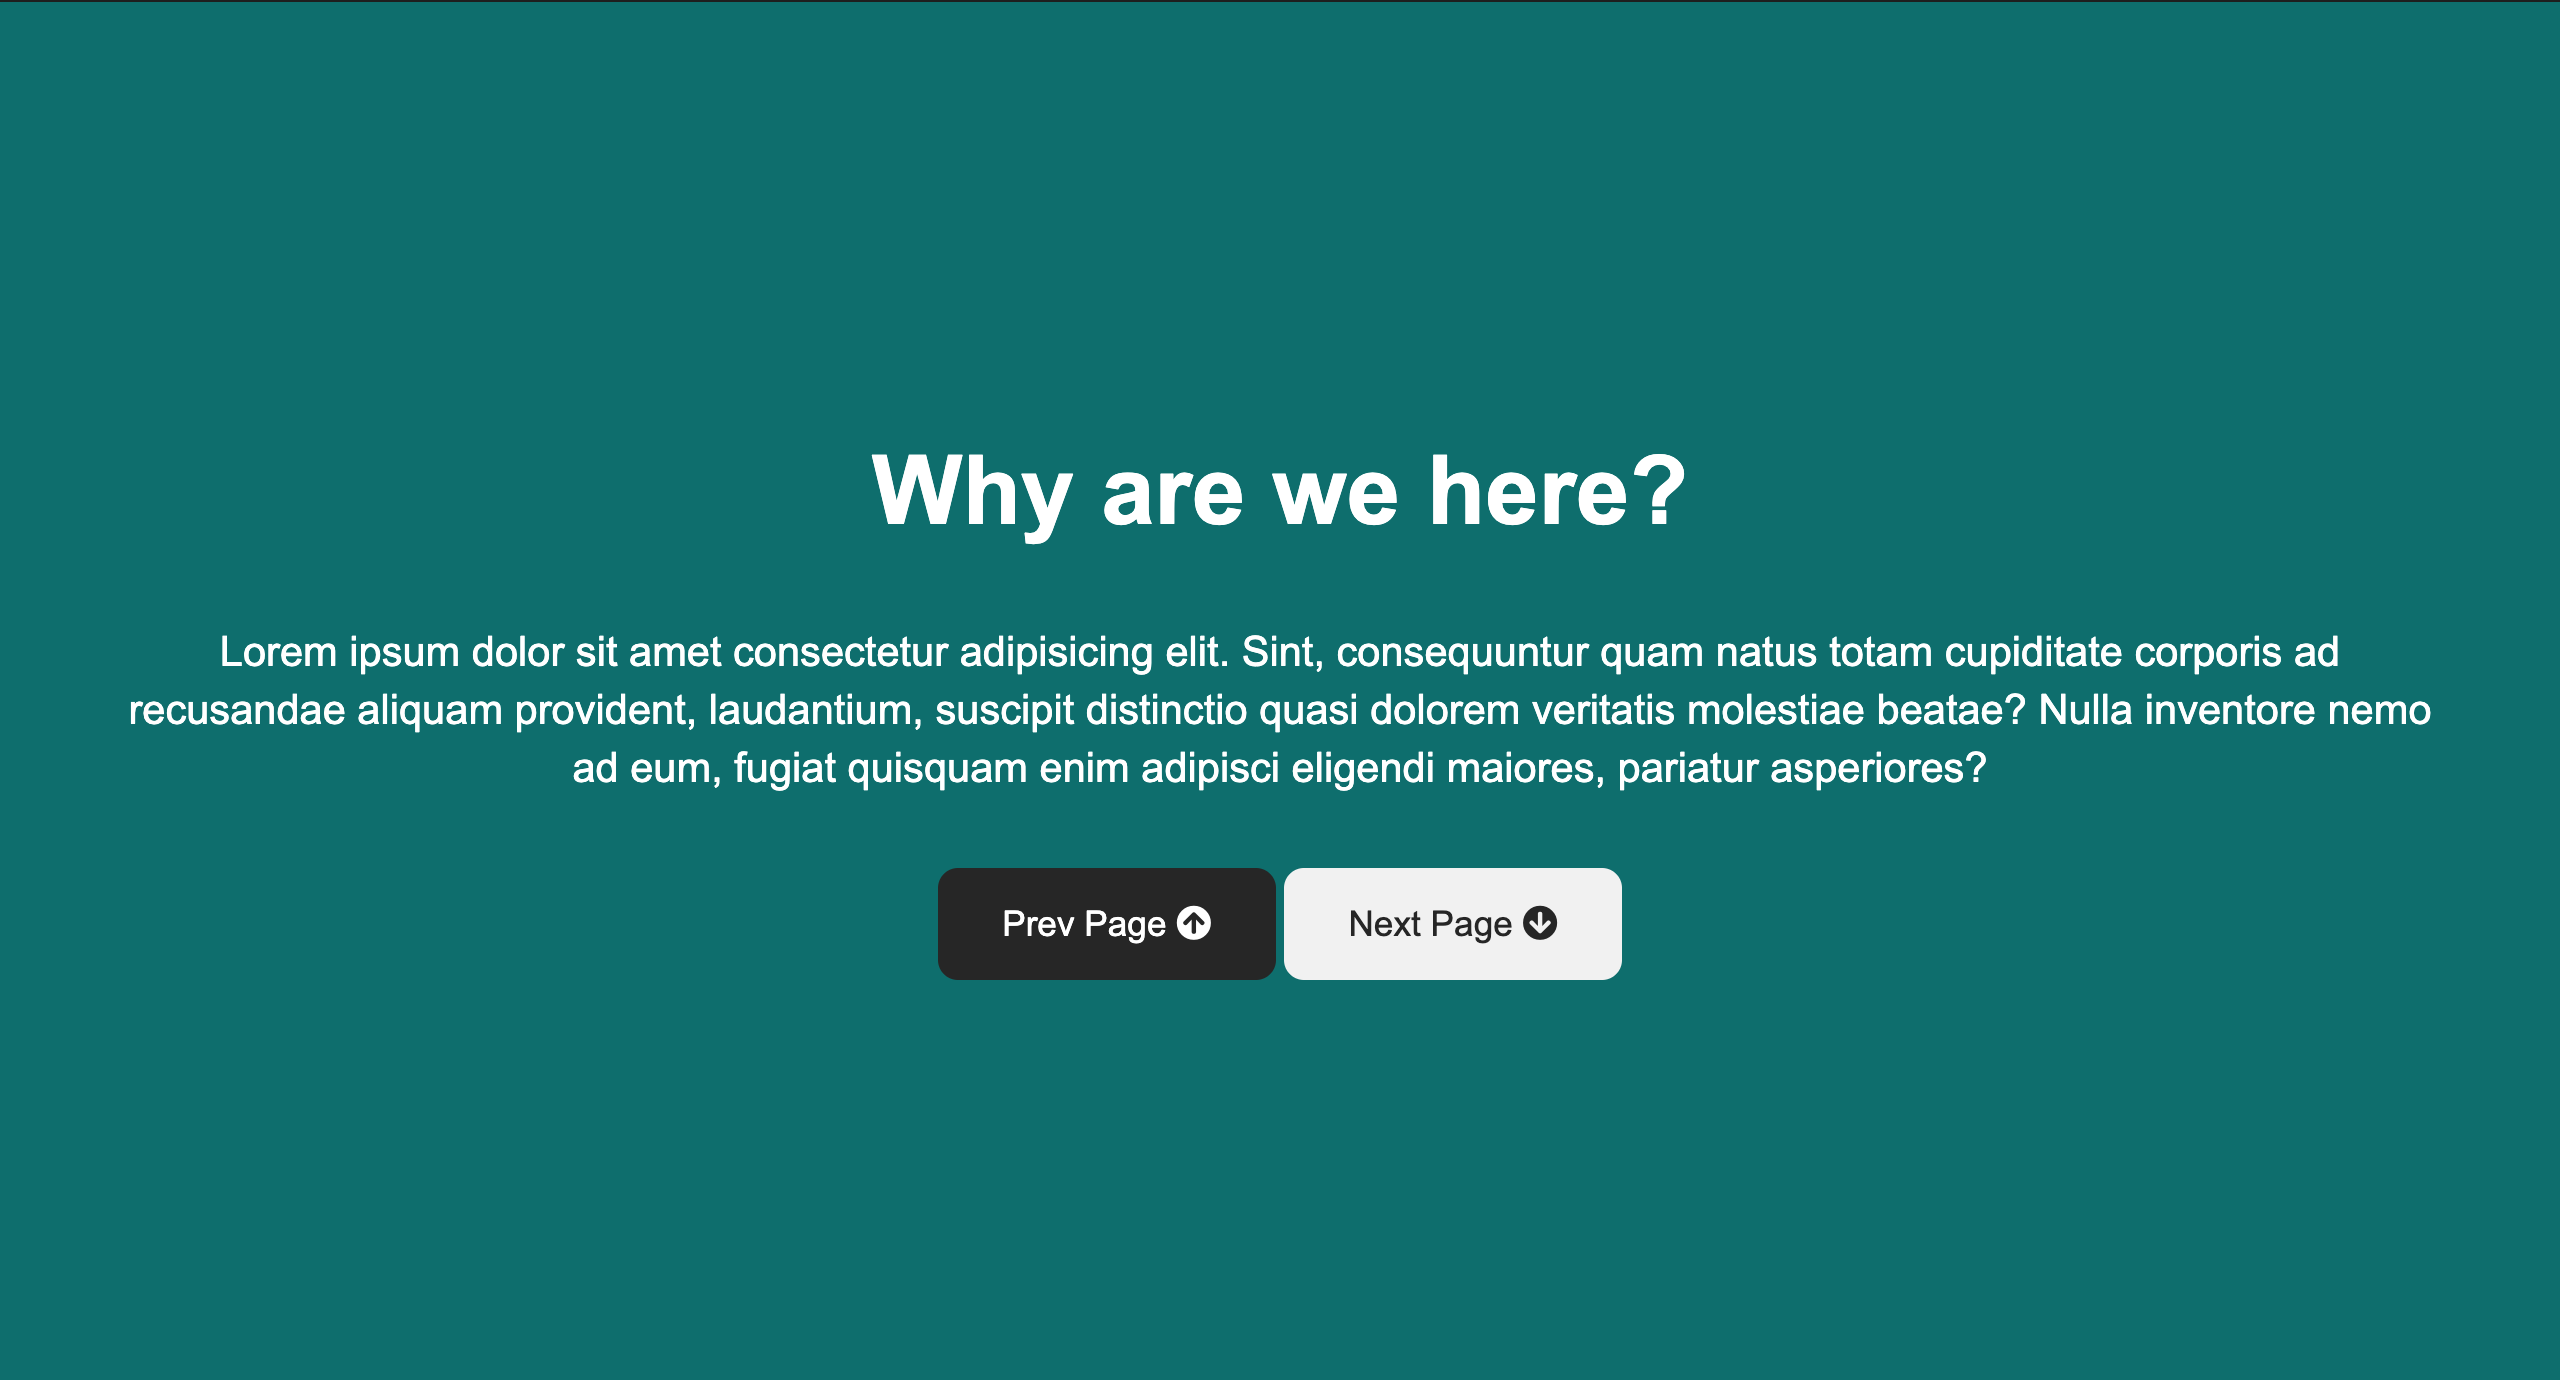 Why are we here?
Lorem ipsum dolor sit amet consectetur adipisicing elit. Sint, consequuntur quam natus totam cupiditate corporis ad
recusandae aliquam provident, laudantium, suscipit distinctio quasi dolorem veritatis molestiae beatae? Nulla inventore nemo
ad eum, fugiat quisquam enim adipisci eligendi maiores, pariatur asperiores?
Prev Page
Next Page